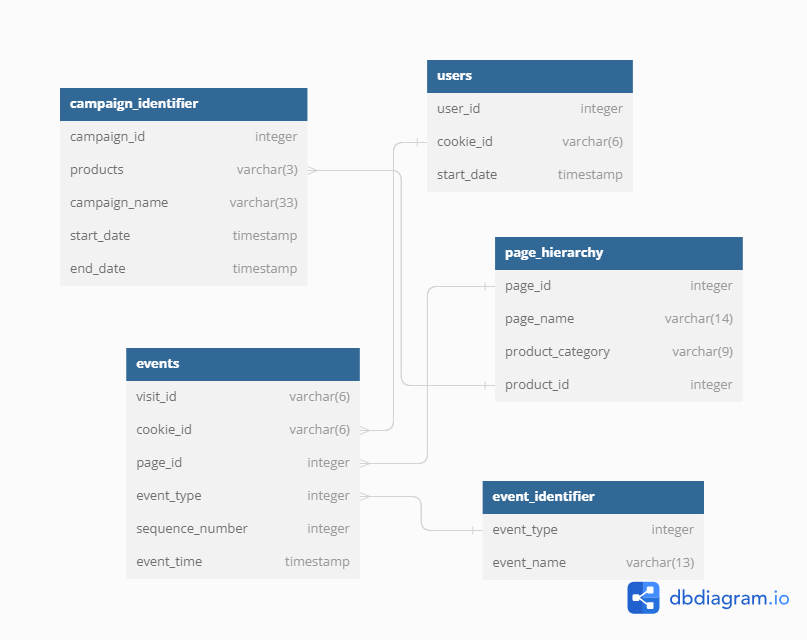 campaign_identifier
campaign_id integer
products varchar(3)
campaign_name varchar(33)
start_date timestamp
end_date timestamp
users
user_id integer
cookie_id varchar(6)
start_date timestamp
page_hierarchy
page_id integer
page_name varchar(14)
product_category varchar(9)
product_id integer
events
visit_id varchar(6)
cookie_id varchar(6)
page_id integer
event_type integer
sequence_number integer
event_time timestamp
event_identifier
event_type integer
event_name varchar(13)
dbdiagram.io